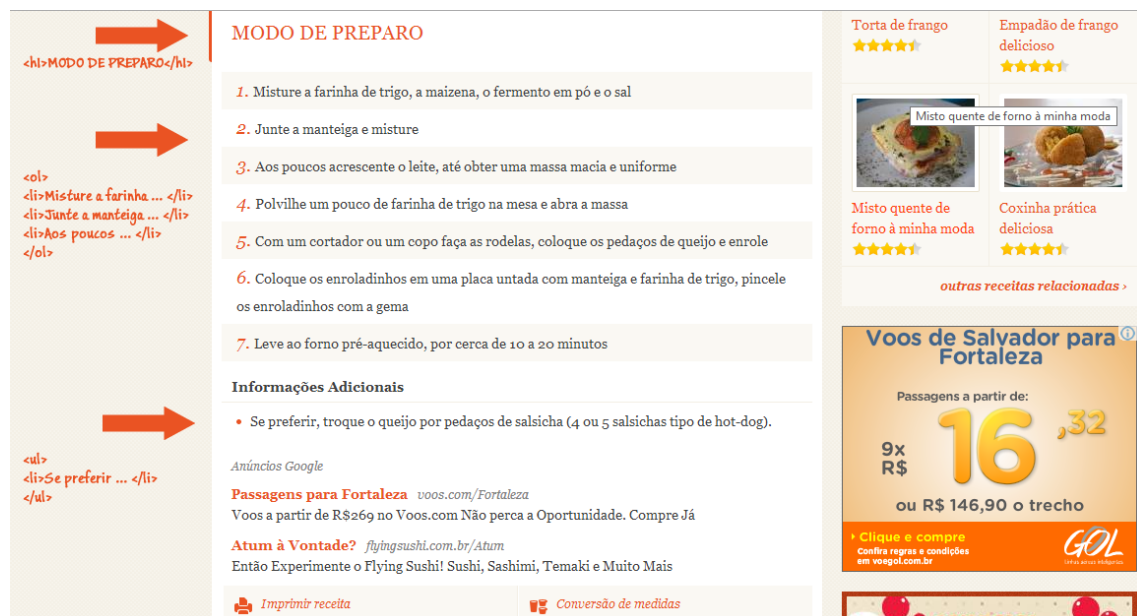 <h1>MODO DE PREPARO</h1>
<ol>
<li>Misture a farinha ... </li>
<li>Junte a manteiga ... </li>
<li>Aos poucos ... </li>
</ol>
<ul>
<li>Se preferir ... </li>
</ul>
MODO DE PREPARO
1. Misture a farinha de trigo, a maizena, o fermento em pó e o sal
2. Junte a manteiga e misture
3. Aos poucos acrescente o leite, até obter uma massa macia e uniforme
4. Polvilhe um pouco de farinha de trigo na mesa e abra a massa
5. Com um cortador ou um copo faça as rodelas, coloque os pedaços de queijo e enrole
6. Coloque os enroladinhos em uma placa untada com manteiga e farinha de trigo, pincele
os enroladinhos com a gema
7. Leve ao forno pré-aquecido, por cerca de 10 a 20 minutos
Informações Adicionais
• Se preferir, troque o queijo por pedaços de salsicha (4 ou 5 salsichas tipo de hot-dog).
Anúncios Google
Passagens para Fortaleza voos.com/Fortaleza
Voos a partir de R$269 no Voos.com Não perca a Oportunidade. Compre Já
Atum à Vontade? flyingsushi.com.br/Atum
Então Experimente o Flying Sushi! Sushi, Sashimi, Temaki e Muito Mais
Imprimir receita
Conversão de medidas
Torta de frango
Empadão de frango
delicioso
Misto quente de forno à minha moda
Misto quente de
forno à minha moda
Coxinha prática
deliciosa
outras receitas relacionadas ›
Voos de Salvador para
Fortaleza
Passagens a partir de:
9x
R$
16,32
ou R$ 146,90 o trecho
Clique e compre
Confira regras e condições
em voegol.com.br
GOL
Linhas aéreas inteligentes